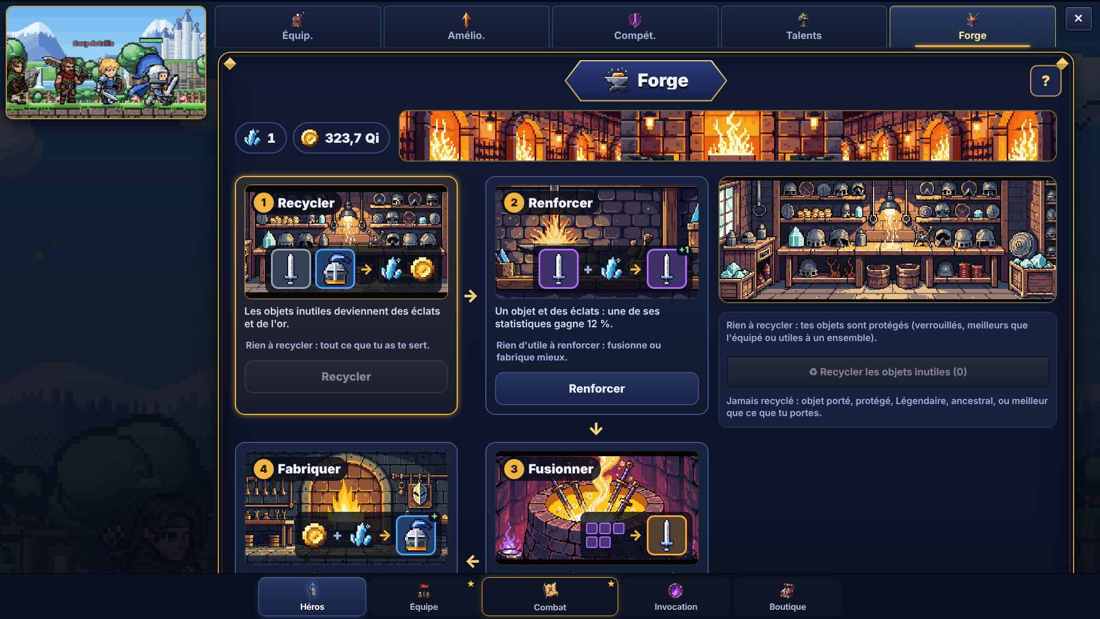 Équip.
Amélio.
Compét.
Talents
Forge
×
Forge
?
1
323,7 Qi
1 Recycler
Les objets inutiles deviennent des éclats
et de l'or.
Rien à recycler : tout ce que tu as te sert.
Recycler
2 Renforcer
+1
Un objet et des éclats : une de ses
statistiques gagne 12 %.
Rien d'utile à renforcer : fusionne ou
fabrique mieux.
Renforcer
Rien à recycler : tes objets sont protégés (verrouillés, meilleurs que
l'équipé ou utiles à un ensemble).
♻ Recycler les objets inutiles (0)
Jamais recyclé : objet porté, protégé, Légendaire, ancestral, ou meilleur
que ce que tu portes.
4 Fabriquer
3 Fusionner
Héros
Équipe
Combat
Invocation
Boutique